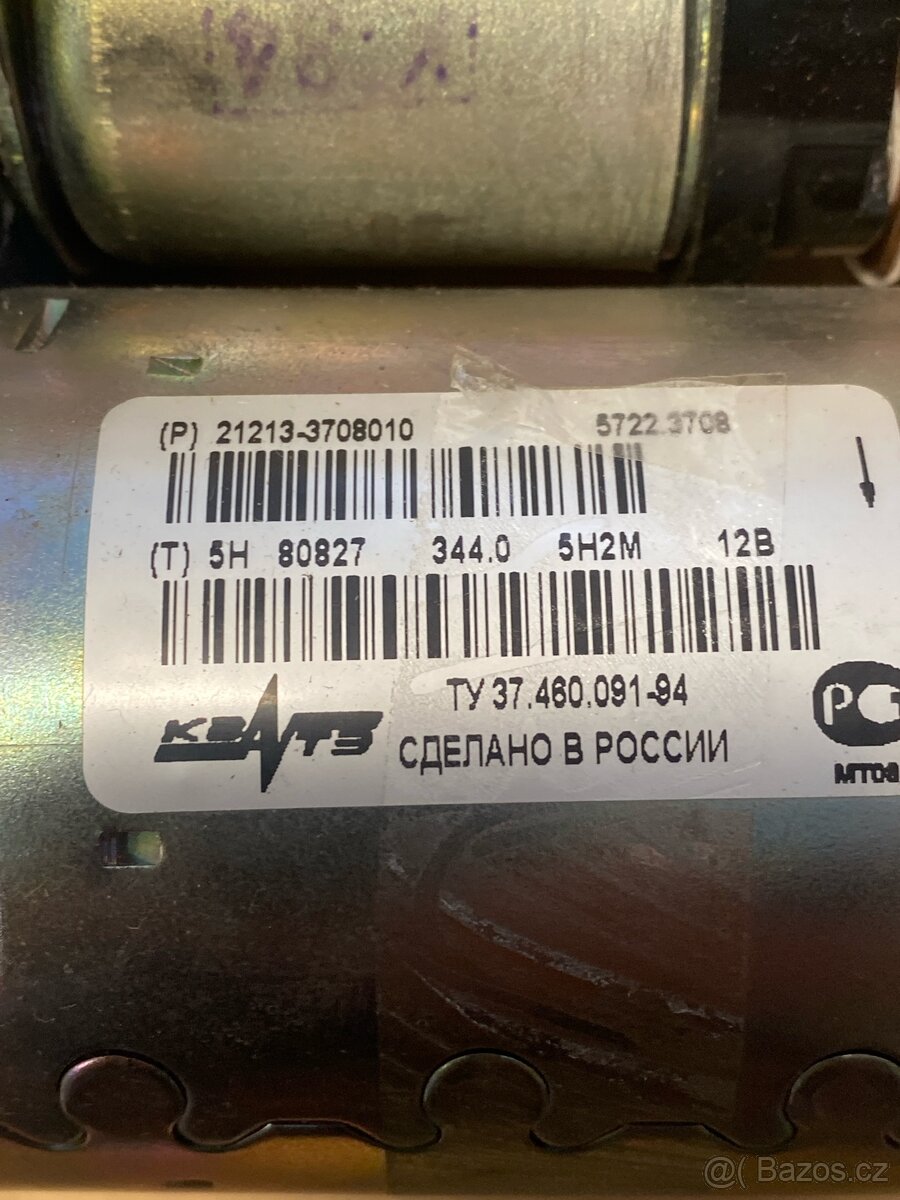 (P) 21213-3708010 5722.3708
(T) 5H 80827 344.0 5H2M 12В
ТУ 37.460.091-94
КЗАТЭ СДЕЛАНО В РОССИИ
@( Bazos.cz